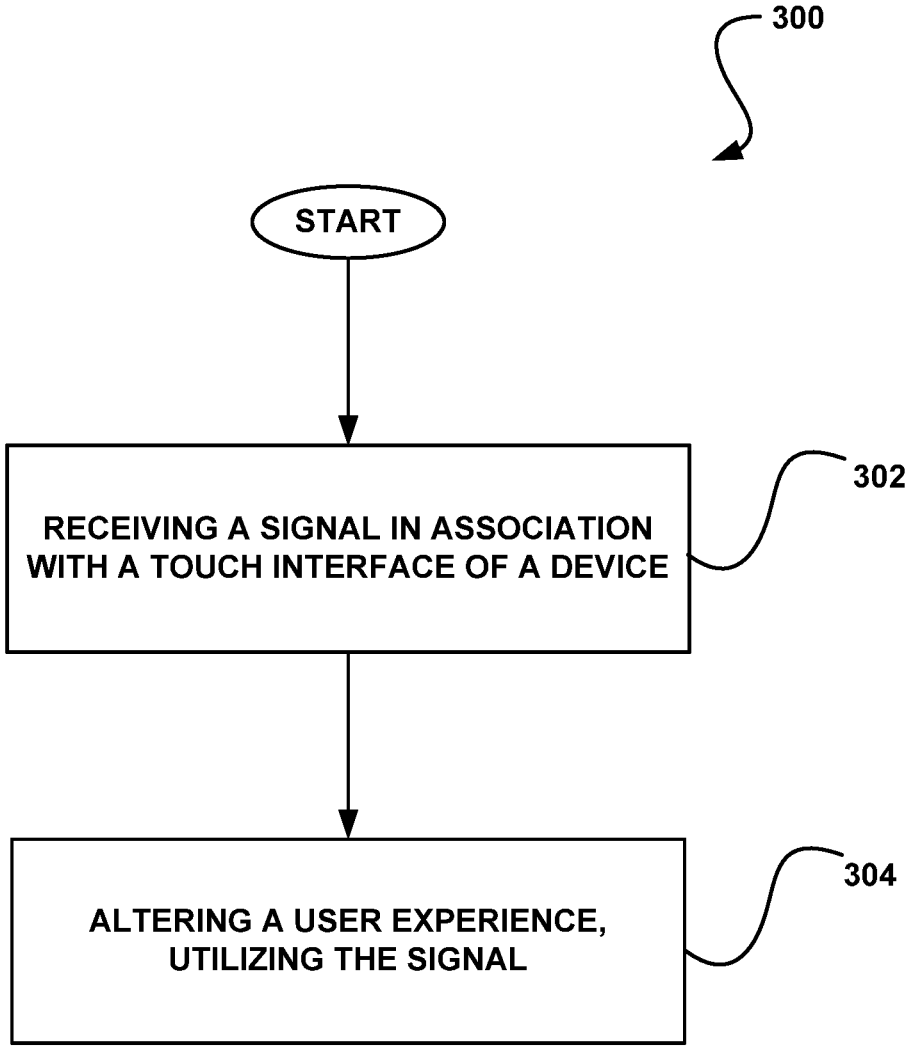 300
START
RECEIVING A SIGNAL IN ASSOCIATION
WITH A TOUCH INTERFACE OF A DEVICE
302
ALTERING A USER EXPERIENCE,
UTILIZING THE SIGNAL
304